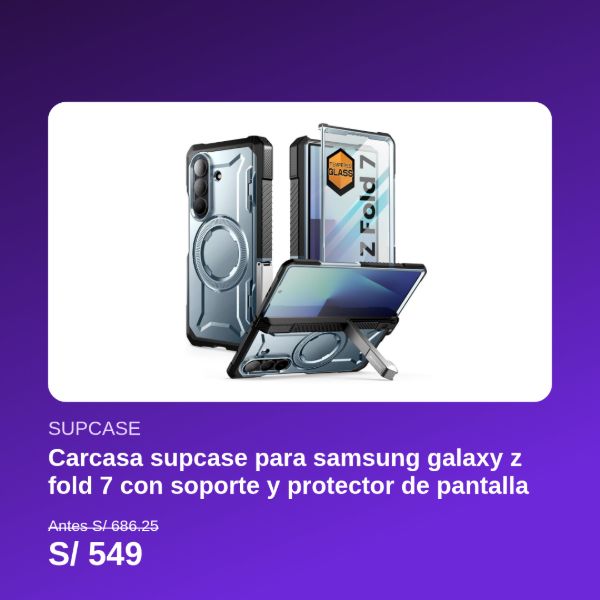 TEMPERED
GLASS
Z Fold 7
SUPCASE
Carcasa supcase para samsung galaxy z
fold 7 con soporte y protector de pantalla
Antes S/ 686.25
S/ 549